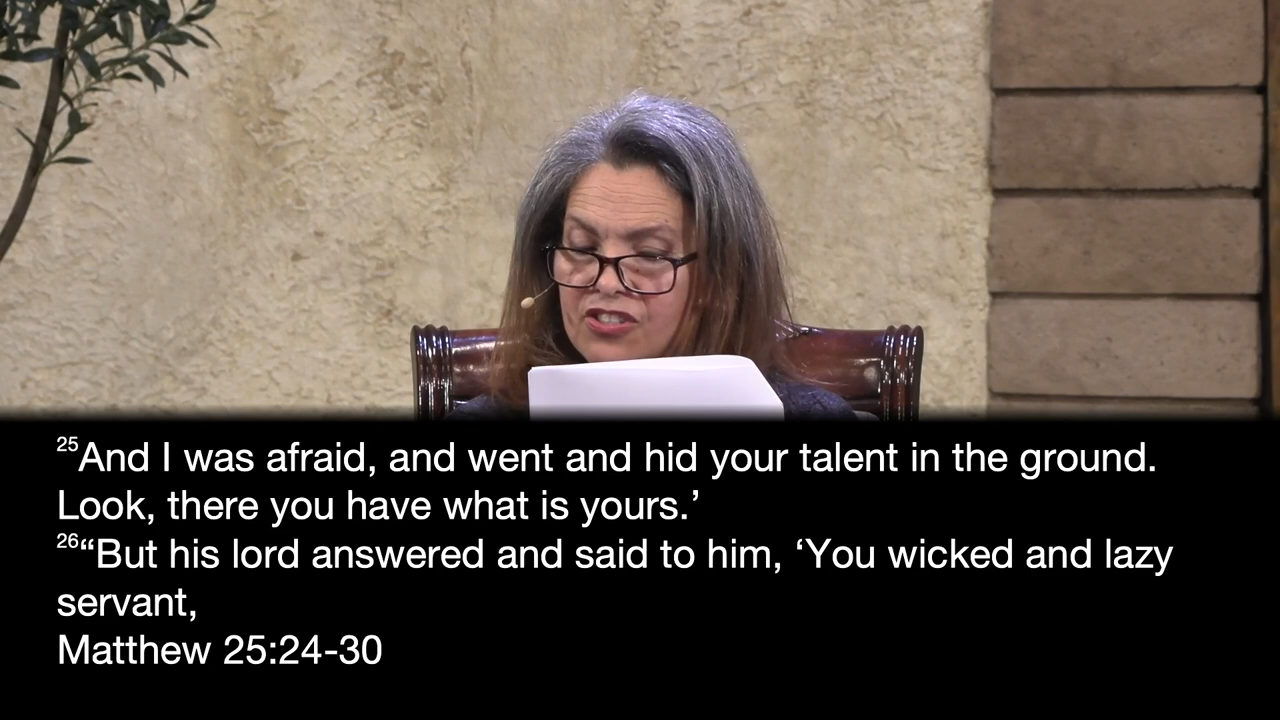 25And I was afraid, and went and hid your talent in the ground.
Look, there you have what is yours.’
26“But his lord answered and said to him, ‘You wicked and lazy
servant,
Matthew 25:24-30